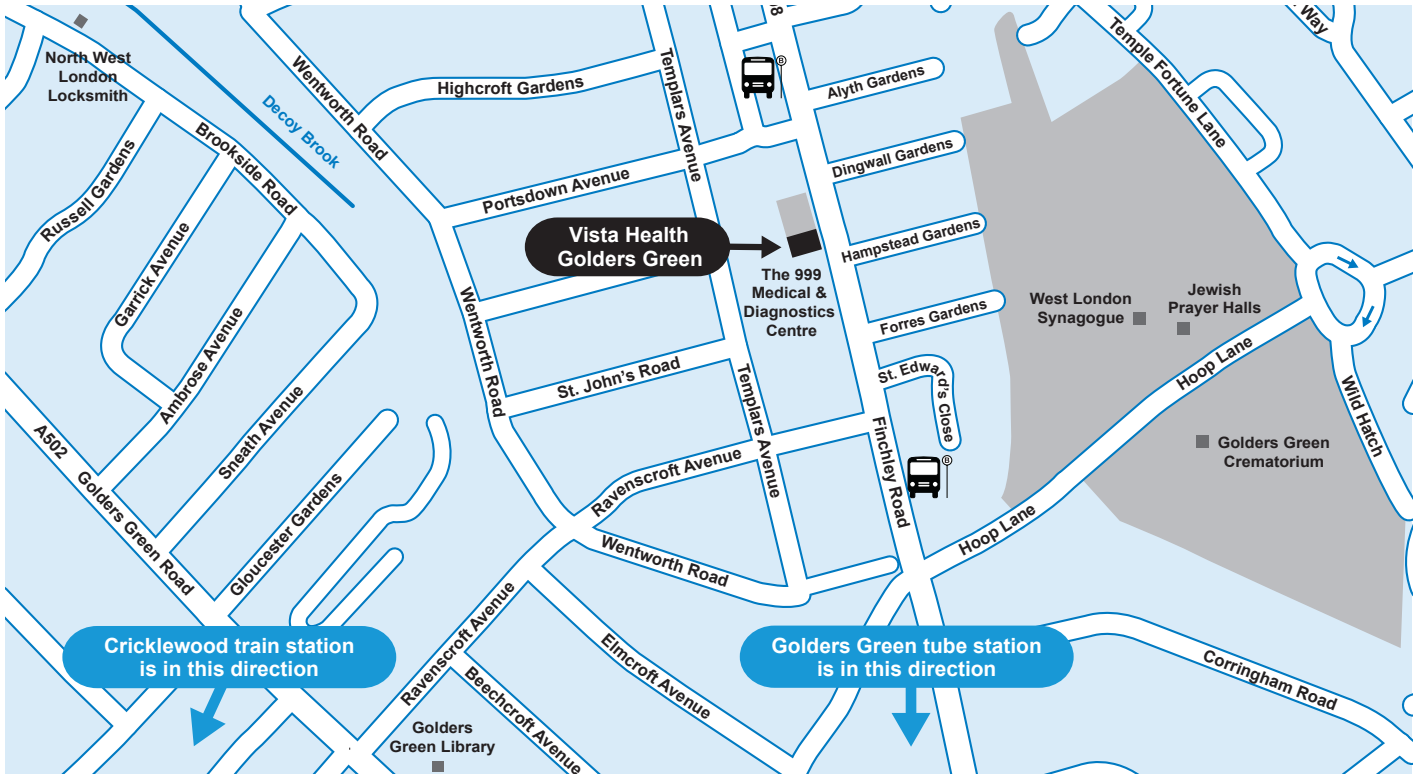 North West
London
Locksmith
Decoy Brook
Wentworth Road
Highcroft Gardens
Templars Avenue
B
8
Alyth Gardens
Temple Fortune Lane
Way
Russell Gardens
Brookside Road
Garrick Avenue
Portsdown Avenue
Dingwall Gardens
Hampstead Gardens
Vista Health
Golders Green
The 999
Medical &
Diagnostics
Centre
Forres Gardens
West London
Synagogue
Jewish
Prayer Halls
Ambrose Avenue
Sneath Avenue
Wentworth Road
St. John's Road
Templars Avenue
St. Edward's Close
Hoop Lane
Wild Hatch
A502
Golders Green Road
Gloucester Gardens
Ravenscroft Avenue
Finchley Road
B
Golders Green
Crematorium
Hoop Lane
Wentworth Road
Ravenscroft Avenue
Elmcroft Avenue
Beechcroft Avenue
Cricklewood train station
is in this direction
Golders Green tube station
is in this direction
Corringham Road
Golders
Green Library